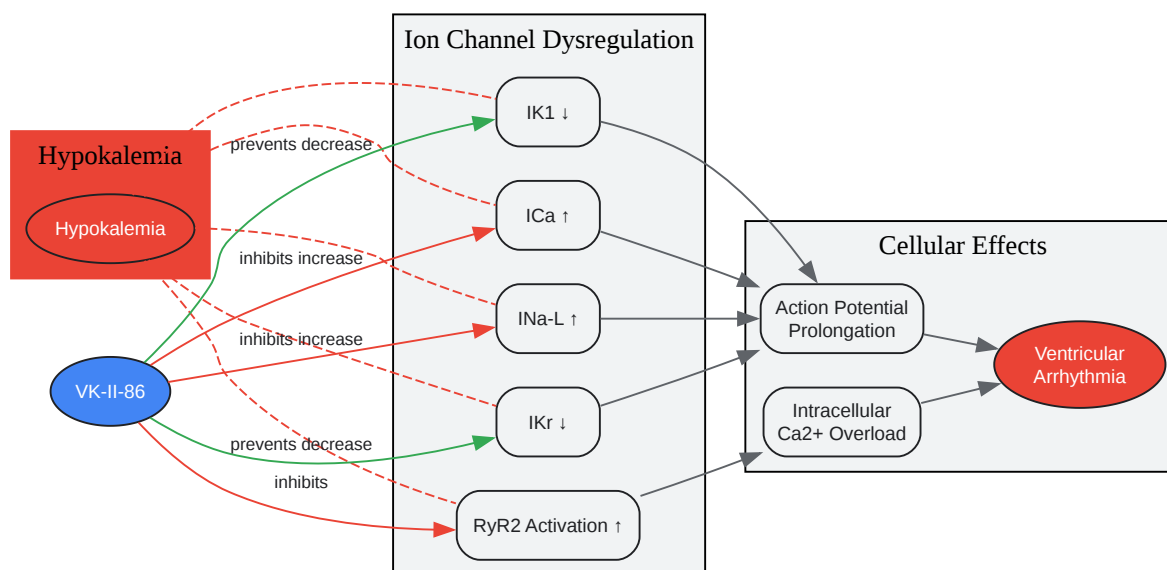 Ion Channel Dysregulation
IK1 ↓
Hypokalemia
prevents decrease
Hypokalemia
ICa ↑
inhibits increase
Cellular Effects
INa-L ↑
Action Potential
Prolongation
inhibits increase
Ventricular
Arrhythmia
VK-II-86
IKr ↓
Intracellular
Ca2+ Overload
prevents decrease
inhibits
RyR2 Activation ↑